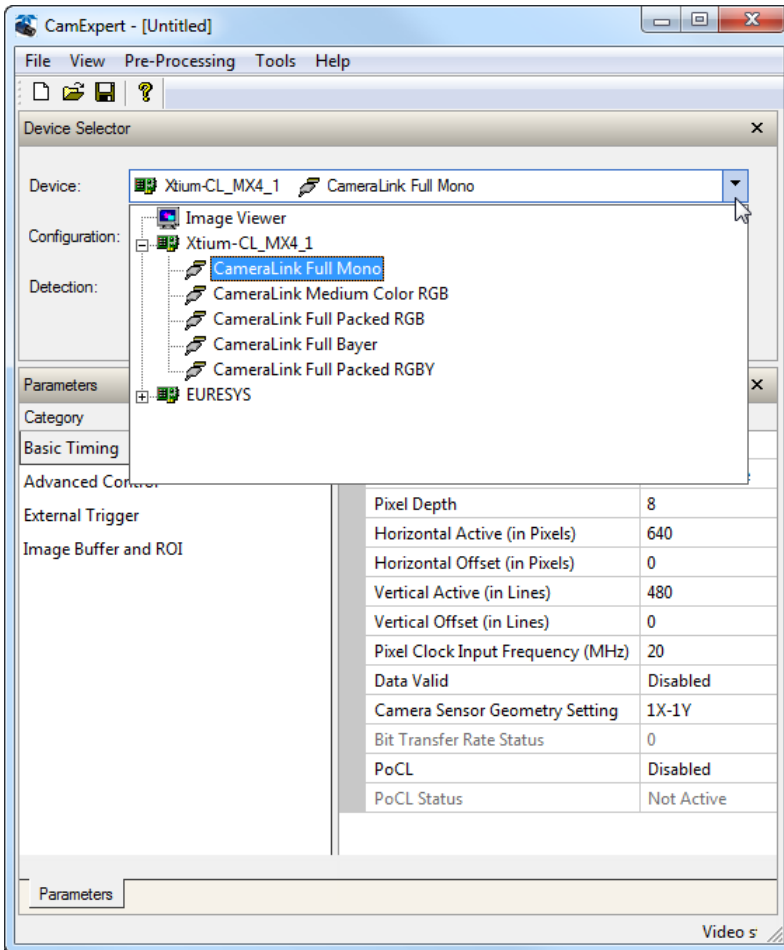 CamExpert - [Untitled]
File View Pre-Processing Tools Help
Device Selector
Device: Xtium-CL_MX4_1 CameraLink Full Mono
Image Viewer
Configuration:
Xtium-CL_MX4_1
CameraLink Full Mono
Detection:
CameraLink Medium Color RGB
CameraLink Full Packed RGB
CameraLink Full Bayer
CameraLink Full Packed RGBY
EURESYS
Parameters
Category
Basic Timing
Advanced Control
External Trigger
Image Buffer and ROI
Pixel Depth 8
Horizontal Active (in Pixels) 640
Horizontal Offset (in Pixels) 0
Vertical Active (in Lines) 480
Vertical Offset (in Lines) 0
Pixel Clock Input Frequency (MHz) 20
Data Valid Disabled
Camera Sensor Geometry Setting 1X-1Y
Bit Transfer Rate Status 0
PoCL Disabled
PoCL Status Not Active
Parameters
Video s